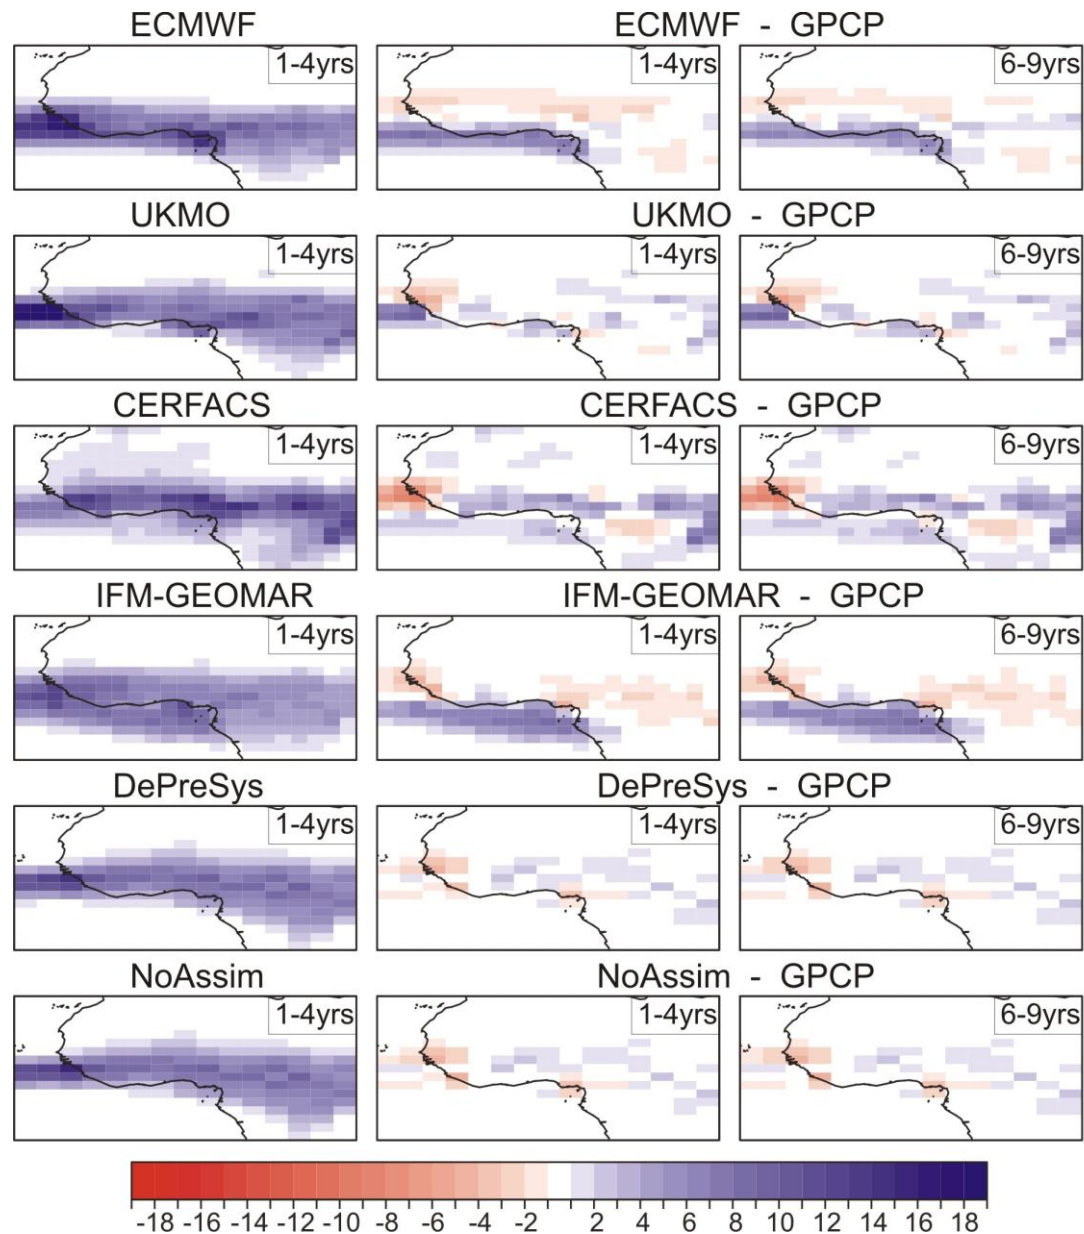 ECMWF ECMWF - GPCP
1-4yrs 1-4yrs 6-9yrs
UKMO UKMO - GPCP
1-4yrs 1-4yrs 6-9yrs
CERFACS CERFACS - GPCP
1-4yrs 1-4yrs 6-9yrs
IFM-GEOMAR IFM-GEOMAR - GPCP
1-4yrs 1-4yrs 6-9yrs
DePreSys DePreSys - GPCP
1-4yrs 1-4yrs 6-9yrs
NoAssim NoAssim - GPCP
1-4yrs 1-4yrs 6-9yrs
-18 -16 -14 -12 -10 -8 -6 -4 -2 2 4 6 8 10 12 14 16 18